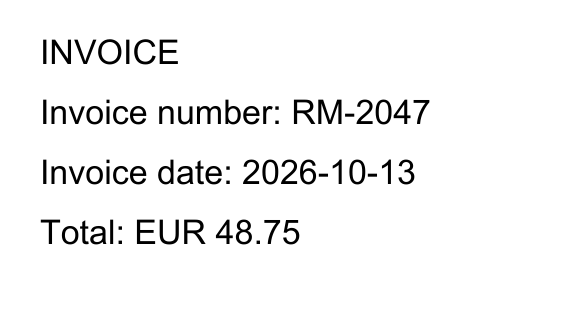 INVOICE
Invoice number: RM-2047
Invoice date: 2026-10-13
Total: EUR 48.75